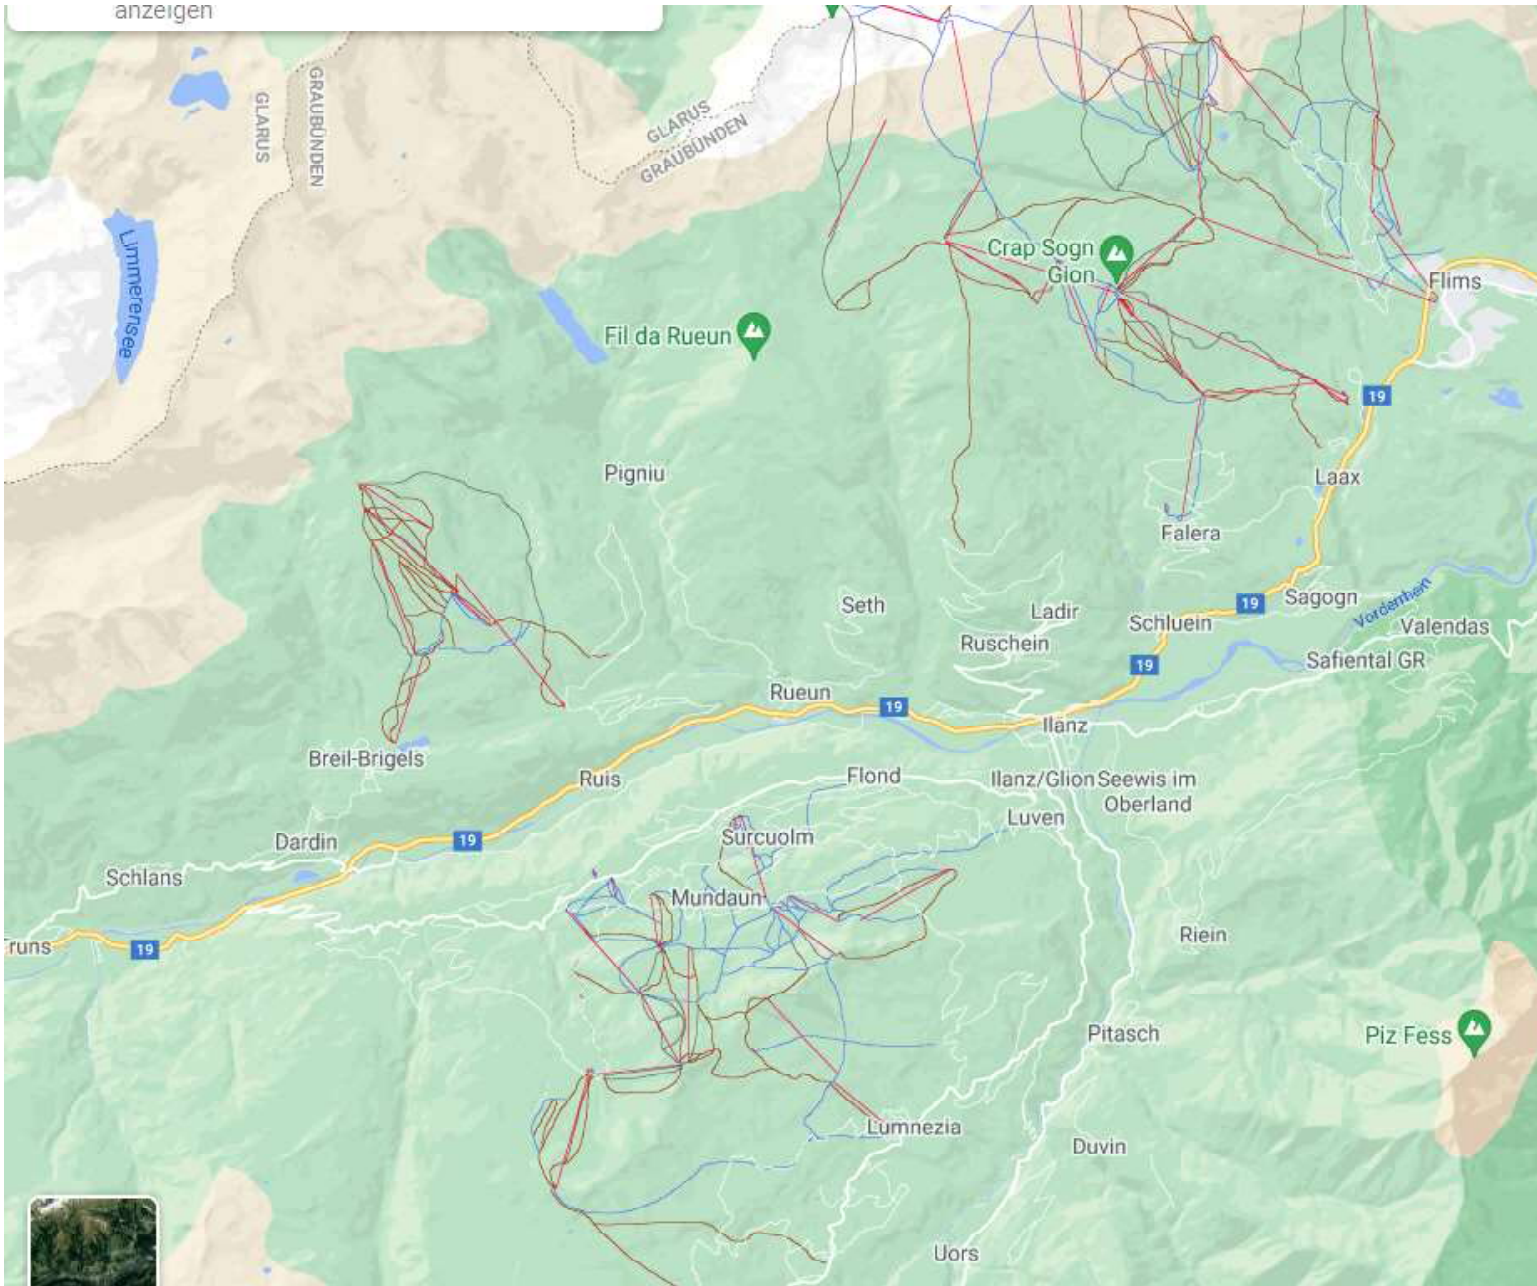 anzeigen
GLARUS
GRAUBÜNDEN
GLARUS
GRAUBÜNDEN
Limmerensee
Crap Sogn
Gion
Flims
Fil da Rueun
19
Pigniu
Laax
Falera
Seth
Ladir
19
Sagogn
Vorderrhein
Ruschein
Schluein
Valendas
19
Safiental GR
Rueun
19
Ilanz
Breil-Brigels
Ruis
Flond
Ilanz/Glion
Seewis im
Oberland
Luven
Surcuolm
Dardin
19
Schlans
Mundaun
Truns
19
Riein
Pitasch
Piz Fess
Lumnezia
Duvin
Uors